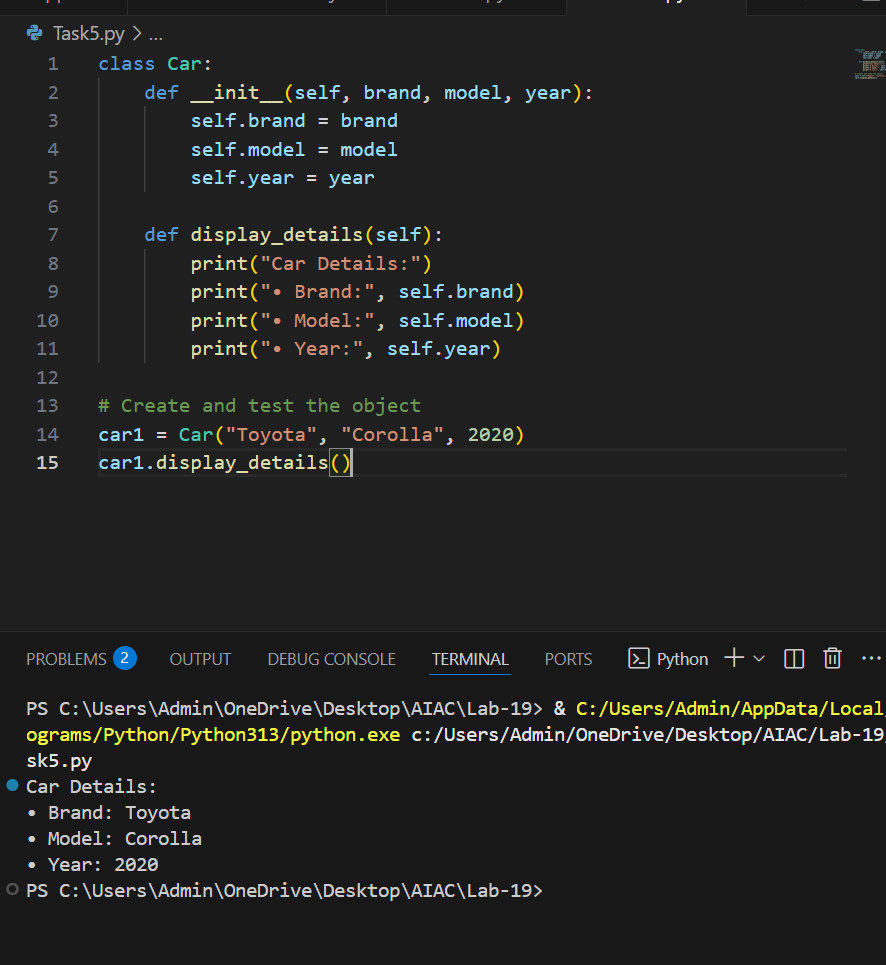 Task5.py > ...
1 class Car:
2     def __init__(self, brand, model, year):
3         self.brand = brand
4         self.model = model
5         self.year = year
6
7     def display_details(self):
8         print("Car Details:")
9         print("• Brand:", self.brand)
10         print("• Model:", self.model)
11         print("• Year:", self.year)
12
13 # Create and test the object
14 car1 = Car("Toyota", "Corolla", 2020)
15 car1.display_details()
PROBLEMS 2 OUTPUT DEBUG CONSOLE TERMINAL PORTS Python
PS C:\Users\Admin\OneDrive\Desktop\AIAC\Lab-19> & C:/Users/Admin/AppData/Local
ograms/Python/Python313/python.exe c:/Users/Admin/OneDrive/Desktop/AIAC/Lab-19
sk5.py
Car Details:
• Brand: Toyota
• Model: Corolla
• Year: 2020
PS C:\Users\Admin\OneDrive\Desktop\AIAC\Lab-19>